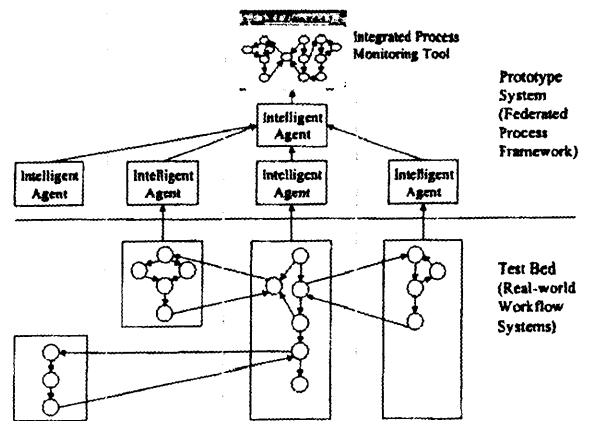 Integrated Process
Monitoring Tool
Prototype
System
(Federated
Process
Framework)
Intelligent
Agent
Intelligent
Agent
Intelligent
Agent
Intelligent
Agent
Intelligent
Agent
Test Bed
(Real-world
Workflow
Systems)